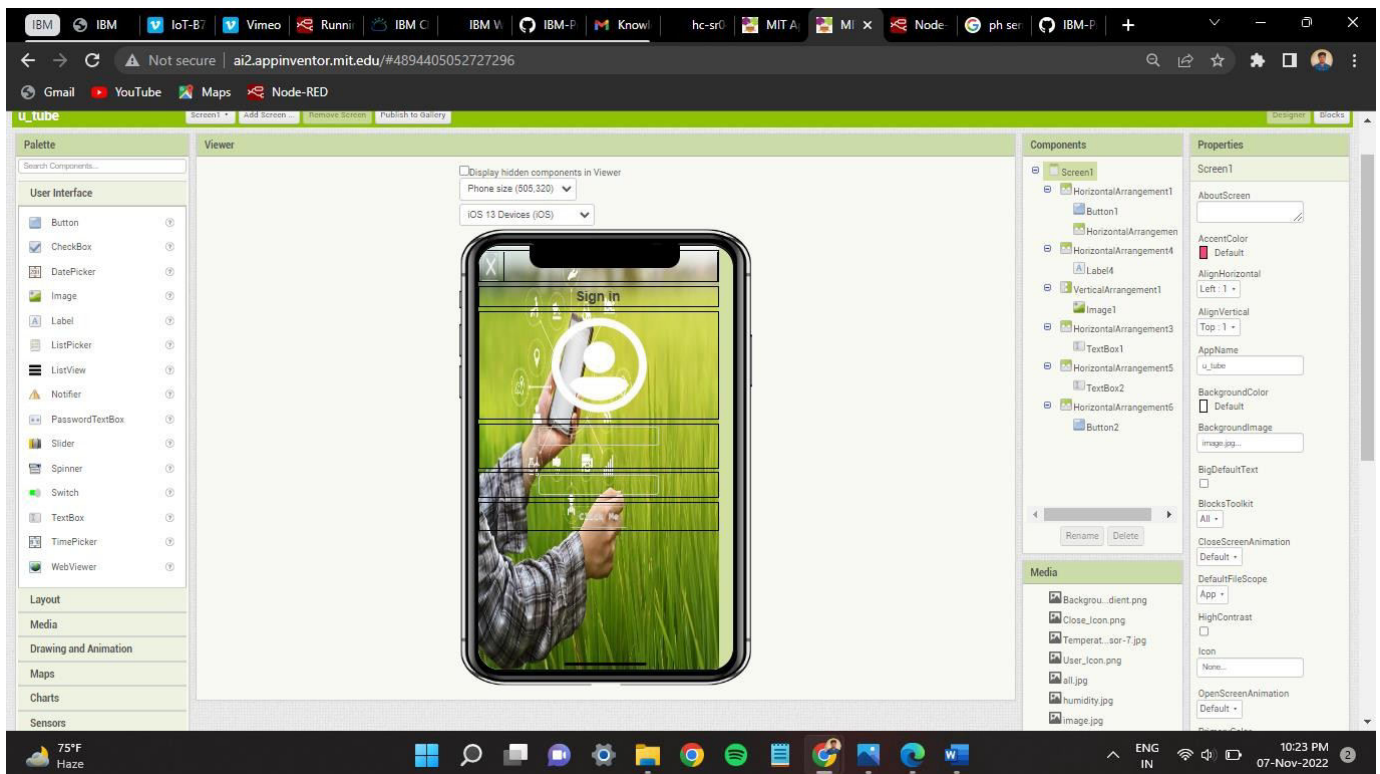 IBM IBM IoT-B7 Vimeo Runnin IBM Cl IBM W IBM-P Knowl hc-sr0 MIT A MI Node- ph sen IBM-P
Not secure ai2.appinventor.mit.edu/#4894405052727296
Gmail YouTube Maps Node-RED
u_tube Screen1 Add Screen ... Remove Screen Publish to Gallery Designer Blocks
Palette
Search Components...
User Interface
Button
CheckBox
DatePicker
Image
Label
ListPicker
ListView
Notifier
PasswordTextBox
Slider
Spinner
Switch
TextBox
TimePicker
WebViewer
Layout
Media
Drawing and Animation
Maps
Charts
Sensors
Viewer
Display hidden components in Viewer
Phone size (505,320)
iOS 13 Devices (iOS)
X
Sign in
Click Me
Components
Screen1
HorizontalArrangement1
Button1
HorizontalArrangemen
HorizontalArrangement4
Label4
VerticalArrangement1
Image1
HorizontalArrangement3
TextBox1
HorizontalArrangement5
TextBox2
HorizontalArrangement6
Button2
Rename Delete
Media
Backgrou...dient.png
Close_Icon.png
Temperat...sor-7.jpg
User_Icon.png
all.jpg
humidity.jpg
image.jpg
Properties
Screen1
AboutScreen
AccentColor
Default
AlignHorizontal
Left : 1
AlignVertical
Top : 1
AppName
u_tube
BackgroundColor
Default
BackgroundImage
image.jpg...
BigDefaultText
BlocksToolkit
All
CloseScreenAnimation
Default
DefaultFileScope
App
HighContrast
Icon
None...
OpenScreenAnimation
Default
PrimaryColor
75°F
Haze
ENG
IN
10:23 PM
07-Nov-2022
2